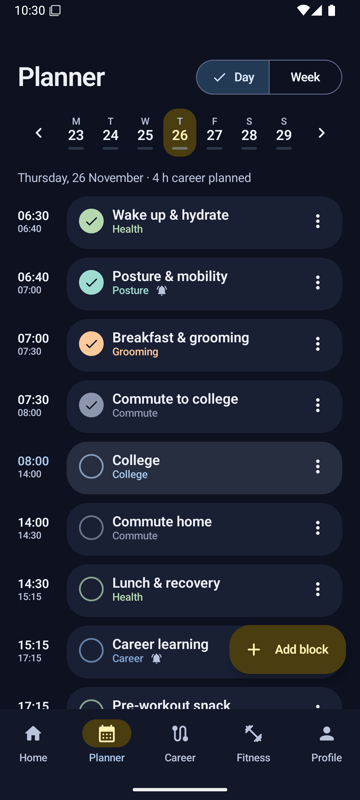 10:30
Planner
Day
Week
M T W T F S S
23 24 25 26 27 28 29
Thursday, 26 November · 4 h career planned
06:30
06:40
Wake up & hydrate
Health
06:40
07:00
Posture & mobility
Posture
07:00
07:30
Breakfast & grooming
Grooming
07:30
08:00
Commute to college
Commute
08:00
14:00
College
College
14:00
14:30
Commute home
Commute
14:30
15:15
Lunch & recovery
Health
15:15
17:15
Career learning
Career
Add block
17:15
Pre-workout snack
Home
Planner
Career
Fitness
Profile